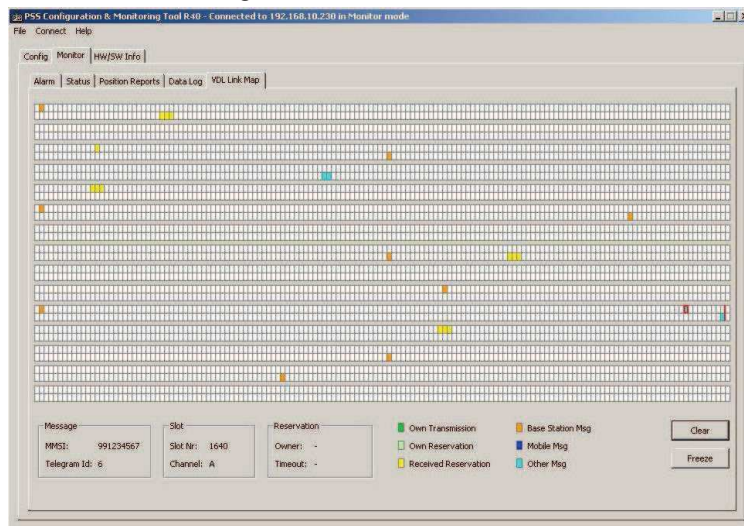 PSS Configuration & Monitoring Tool R40 - Connected to 192.168.10.230 in Monitor mode
File Connect Help
Config Monitor HW/SW Info
Alarm Status Position Reports Data Log VDL Link Map
Message
MMSI: 991234567
Telegram Id: 6
Slot
Slot Nr: 1640
Channel: A
Reservation
Owner: -
Timeout: -
Own Transmission
Own Reservation
Received Reservation
Base Station Msg
Mobile Msg
Other Msg
Clear
Freeze